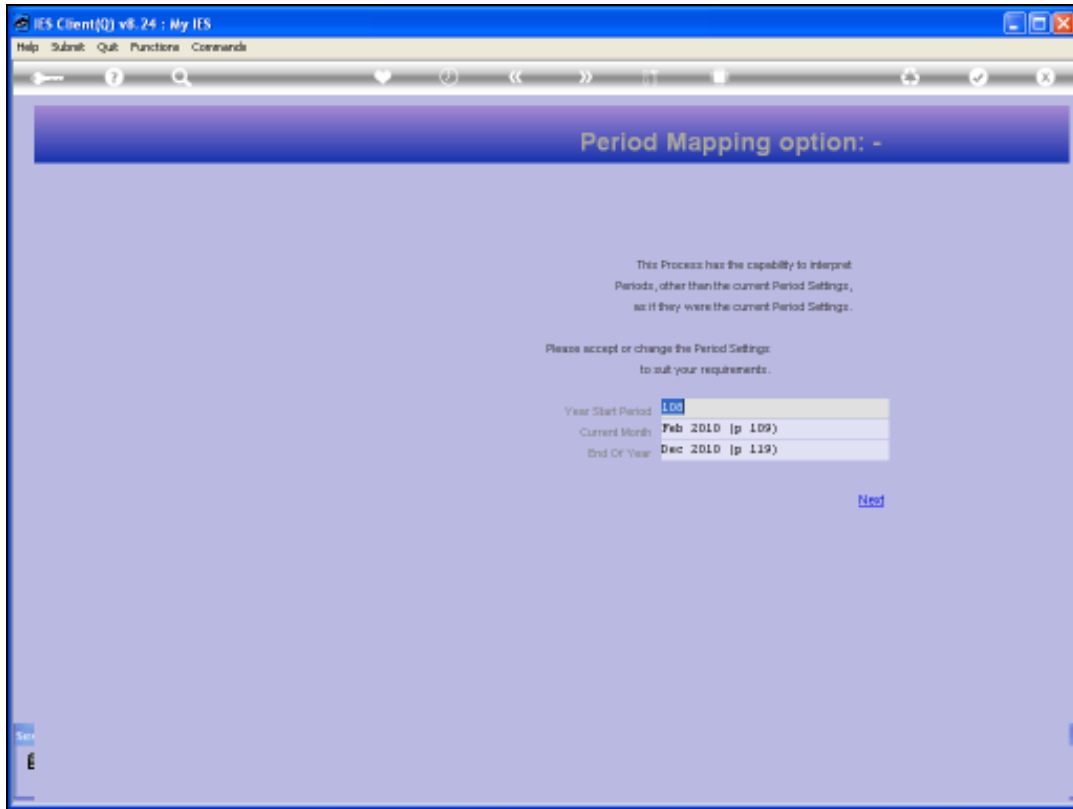 IES Client(Q) v8.24 : My IES
Help Submit Quit Functions Commands
Period Mapping option: -
This Process has the capability to interpret
Periods, other than the current Period Settings,
as if they were the current Period Settings.
Please accept or change the Period Settings
to suit your requirements.
Year Start Period 108
Current Month Feb 2010 (p 109)
End Of Year Dec 2010 (p 119)
Next